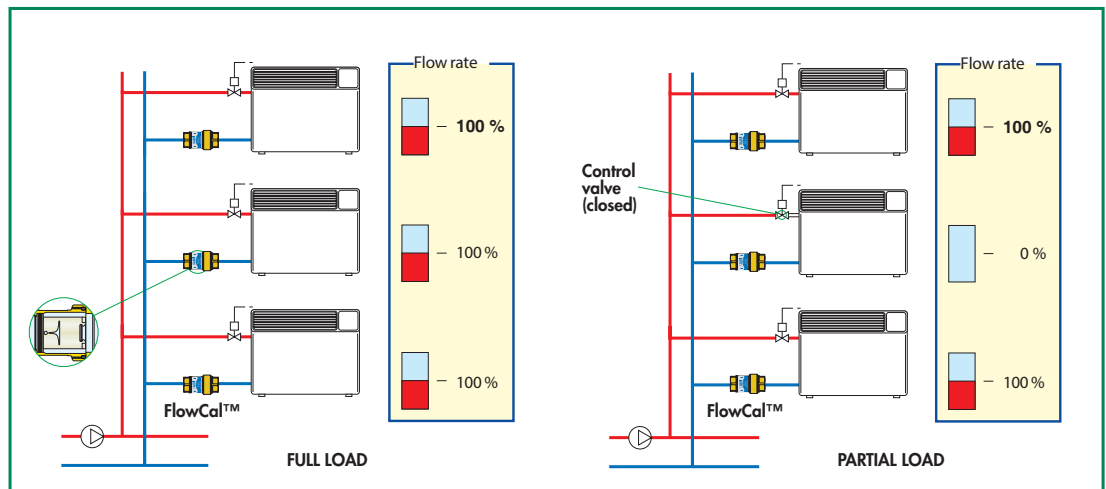 Flow rate
100 %
100 %
100 %
FlowCal™
FULL LOAD
Flow rate
100 %
Control
valve
(closed)
0 %
100 %
FlowCal™
PARTIAL LOAD